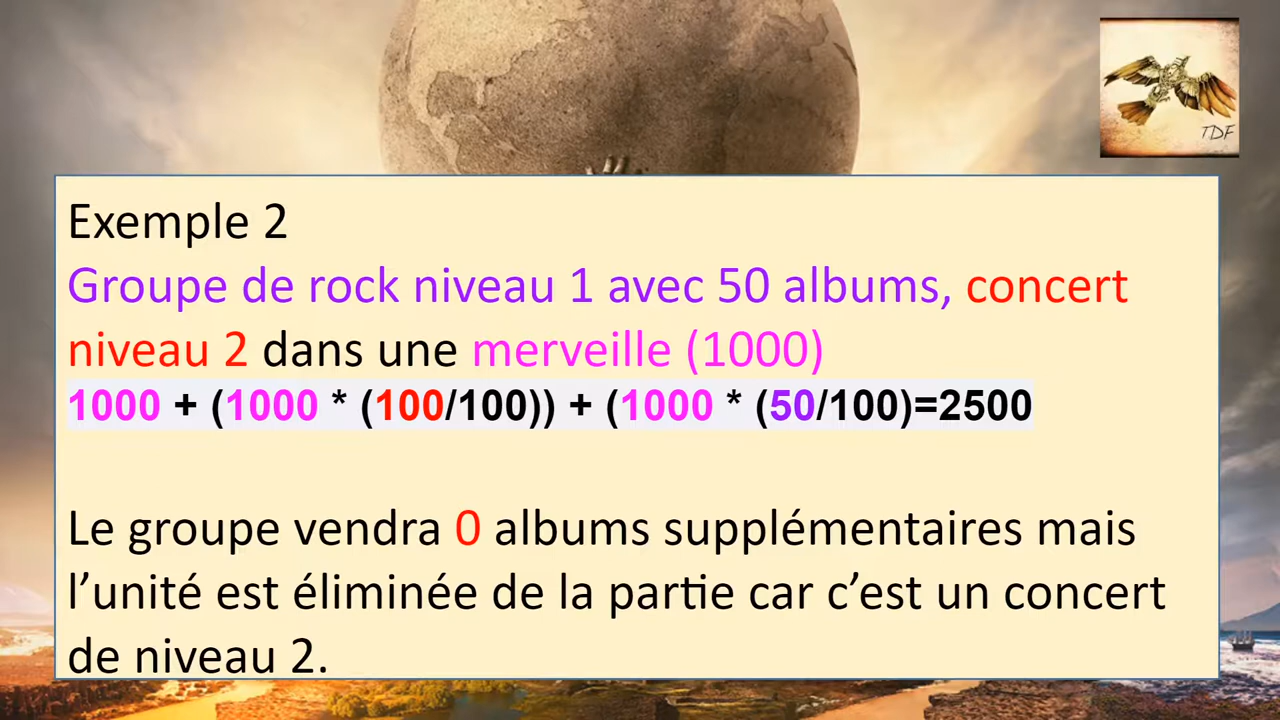 TDF
Exemple 2
Groupe de rock niveau 1 avec 50 albums, concert
niveau 2 dans une merveille (1000)
1000 + (1000 * (100/100)) + (1000 * (50/100)=2500
Le groupe vendra 0 albums supplémentaires mais
l’unité est éliminée de la partie car c’est un concert
de niveau 2.